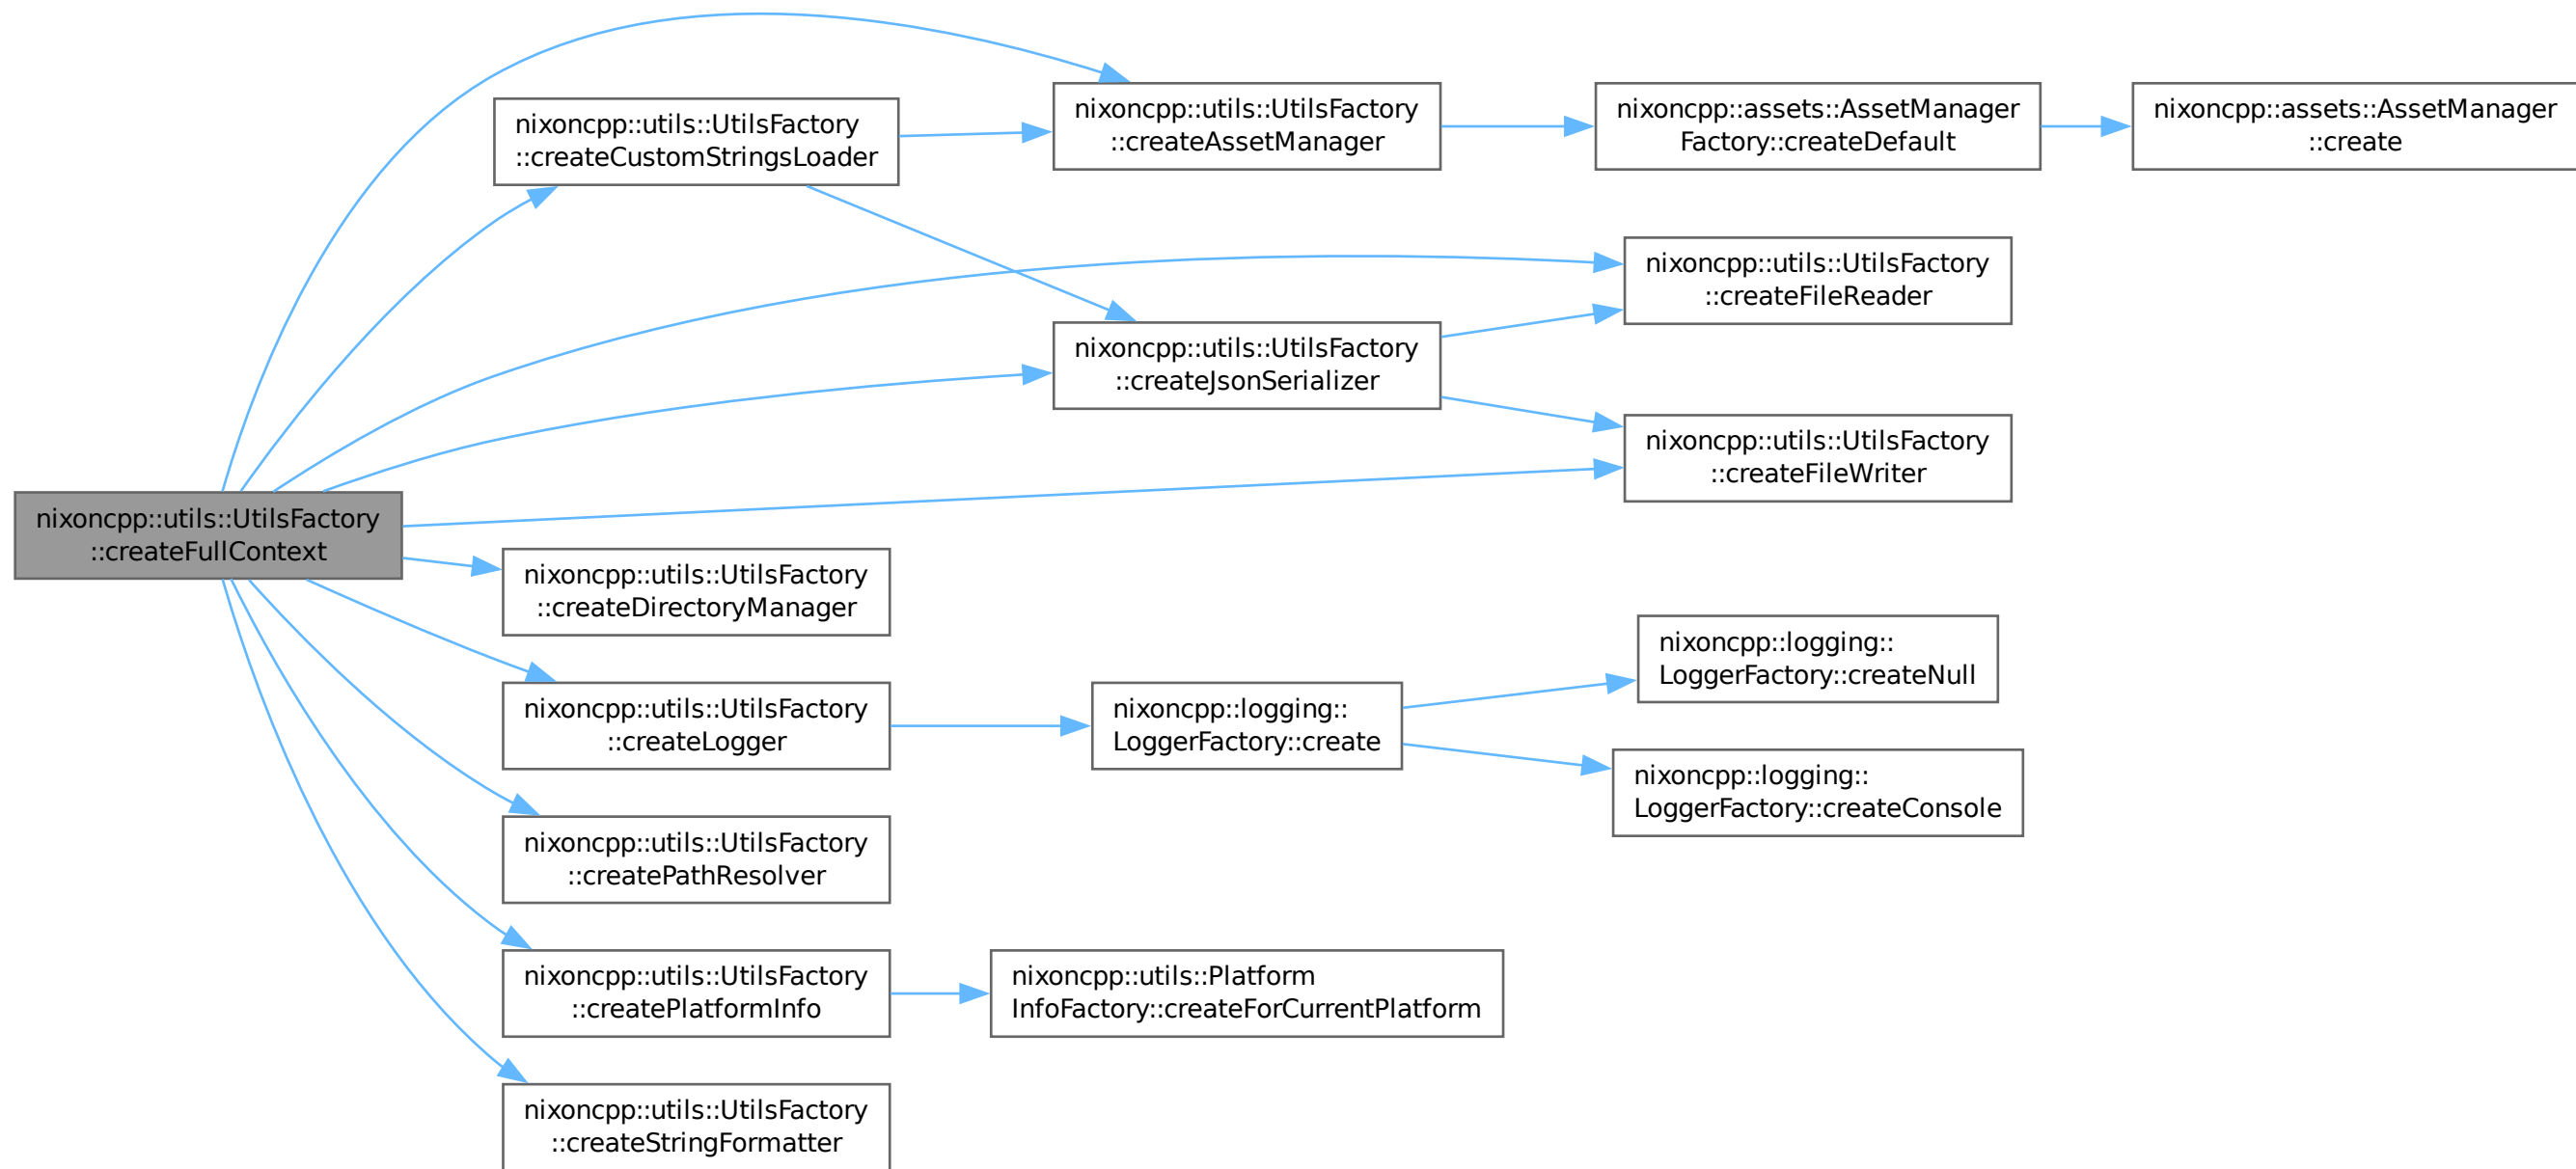 nixoncpp::utils::UtilsFactory
::createFullContext
nixoncpp::utils::UtilsFactory
::createCustomStringsLoader
nixoncpp::utils::UtilsFactory
::createAssetManager
nixoncpp::assets::AssetManager
Factory::createDefault
nixoncpp::assets::AssetManager
::create
nixoncpp::utils::UtilsFactory
::createFileReader
nixoncpp::utils::UtilsFactory
::createJsonSerializer
nixoncpp::utils::UtilsFactory
::createFileWriter
nixoncpp::utils::UtilsFactory
::createDirectoryManager
nixoncpp::utils::UtilsFactory
::createLogger
nixoncpp::logging::
LoggerFactory::create
nixoncpp::logging::
LoggerFactory::createNull
nixoncpp::logging::
LoggerFactory::createConsole
nixoncpp::utils::UtilsFactory
::createPathResolver
nixoncpp::utils::UtilsFactory
::createPlatformInfo
nixoncpp::utils::Platform
InfoFactory::createForCurrentPlatform
nixoncpp::utils::UtilsFactory
::createStringFormatter